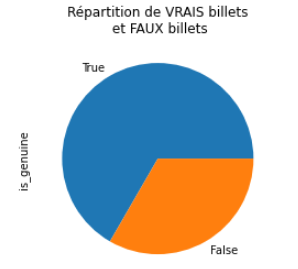 Répartition de VRAIS billets
et FAUX billets
True
is_genuine
False